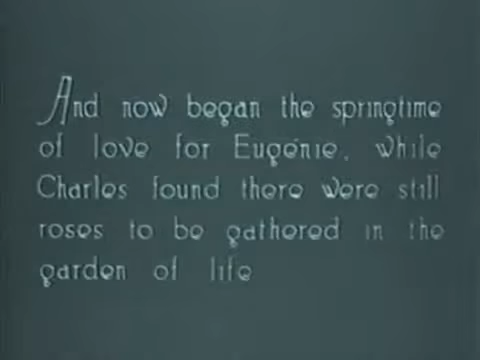 And now began the springtime
of love for Eugénie, while
Charles found there were still
roses to be gathered in the
garden of life